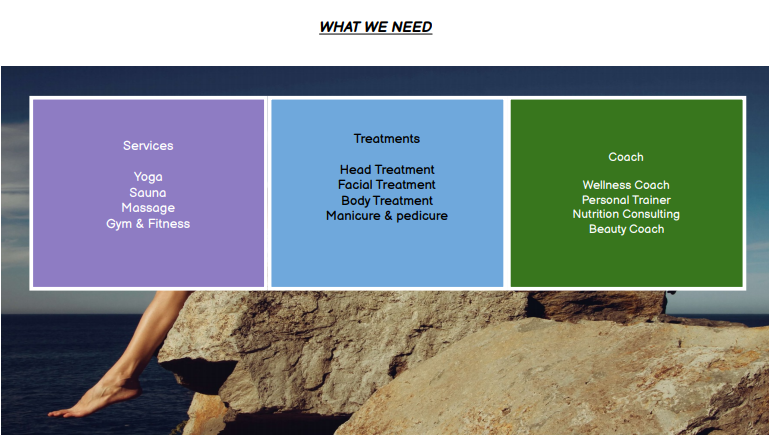 WHAT WE NEED
Services
Yoga
Sauna
Massage
Gym & Fitness
Treatments
Head Treatment
Facial Treatment
Body Treatment
Manicure & pedicure
Coach
Wellness Coach
Personal Trainer
Nutrition Consulting
Beauty Coach